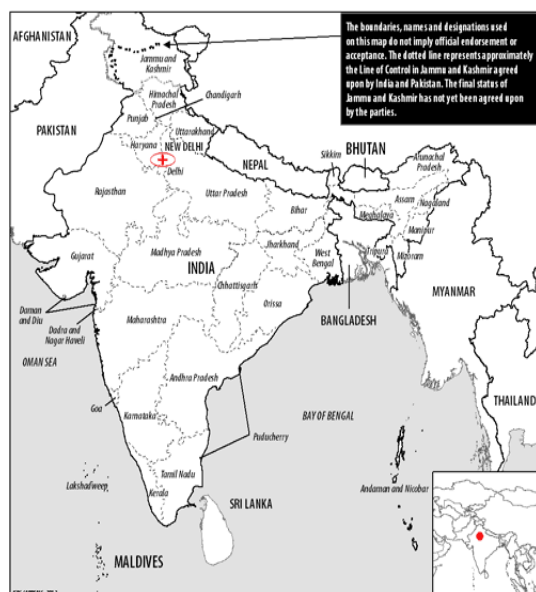 AFGHANISTAN
The boundaries, names and designations used
on this map do not imply official endorsement or
acceptance. The dotted line represents approximately
the Line of Control in Jammu and Kashmir agreed
upon by India and Pakistan. The final status of
Jammu and Kashmir has not yet been agreed upon
by the parties.
Jammu and
Kashmir
Himachal
Pradesh
Chandigarh
Punjab
PAKISTAN
Uttarakhand
Haryana
NEW DELHI
Delhi
NEPAL
Sikkim
BHUTAN
Arunachal
Pradesh
Rajasthan
Uttar Pradesh
Assam
Nagaland
Bihar
Meghalaya
Manipur
Gujarat
Madhya Pradesh
Jharkhand
West
Bengal
Tripura
Mizoram
INDIA
Chhattisgarh
Orissa
MYANMAR
Daman
and Diu
Maharashtra
BANGLADESH
Dadra and
Nagar Haveli
OMAN SEA
Andhra Pradesh
THAILAND
Goa
Karnataka
BAY OF BENGAL
Puducherry
Lakshadweep
Tamil Nadu
Kerala
Andaman and Nicobar
SRI LANKA
MALDIVES